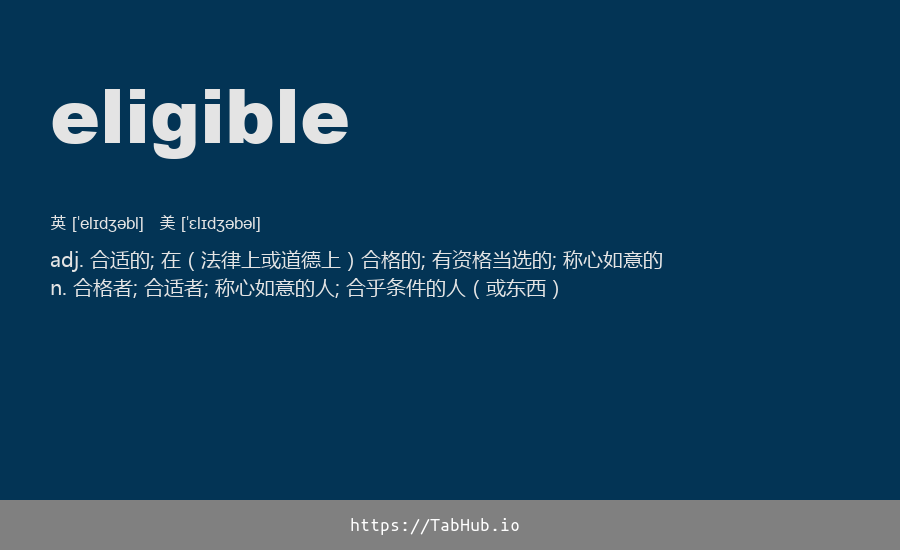 eligible
英 [ˈelɪdʒəbl] 美 [ˈɛlɪdʒəbəl]
adj. 合适的; 在（法律上或道德上）合格的; 有资格当选的; 称心如意的
n. 合格者; 合适者; 称心如意的人; 合乎条件的人（或东西）
https://TabHub.io